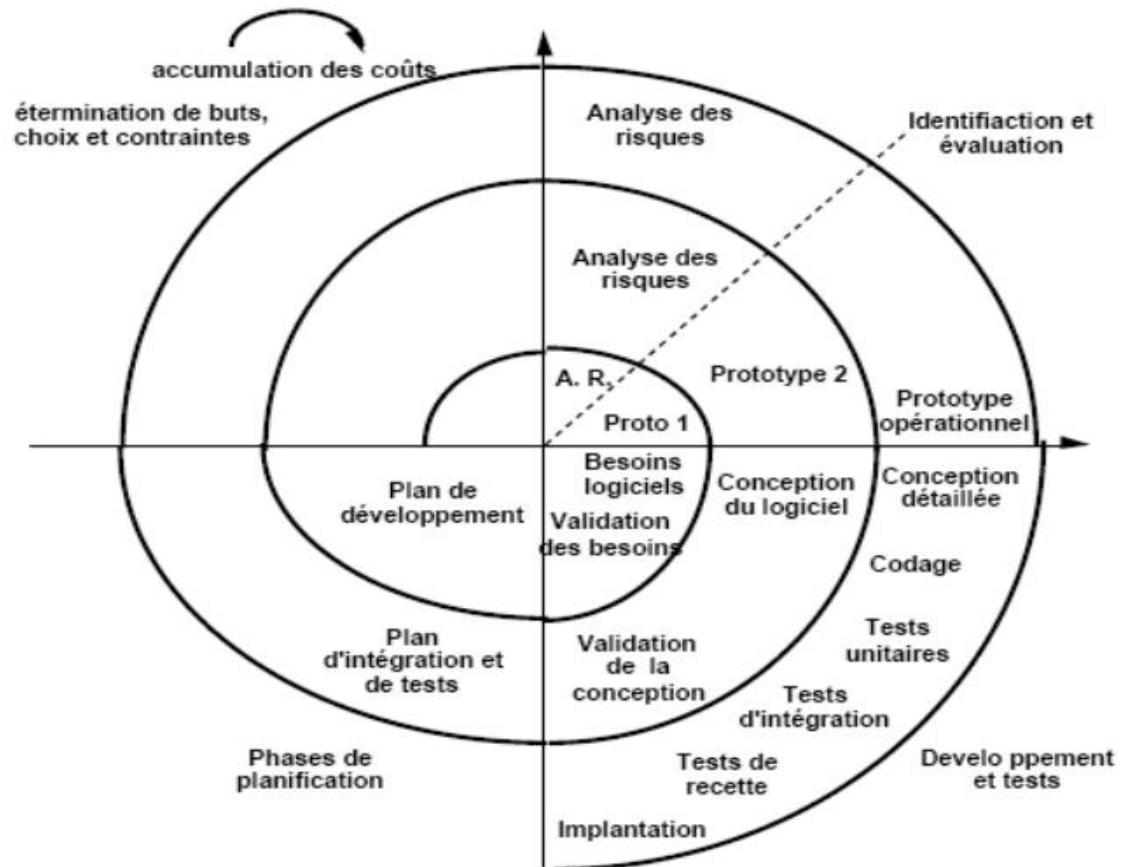 accumulation des coûts
étermination de buts,
choix et contraintes
Analyse des
risques
Identifiaction et
évaluation
Analyse des
risques
A. R.
Proto 1
Prototype 2
Prototype
opérationnel
Besoins
logiciels
Validation
des besoins
Conception
du logiciel
Conception
détaillée
Plan de
développement
Codage
Tests
unitaires
Plan
d'intégration et
de tests
Validation
de la
conception
Tests
d'intégration
Phases de
planification
Tests de
recette
Develo ppement
et tests
Implantation